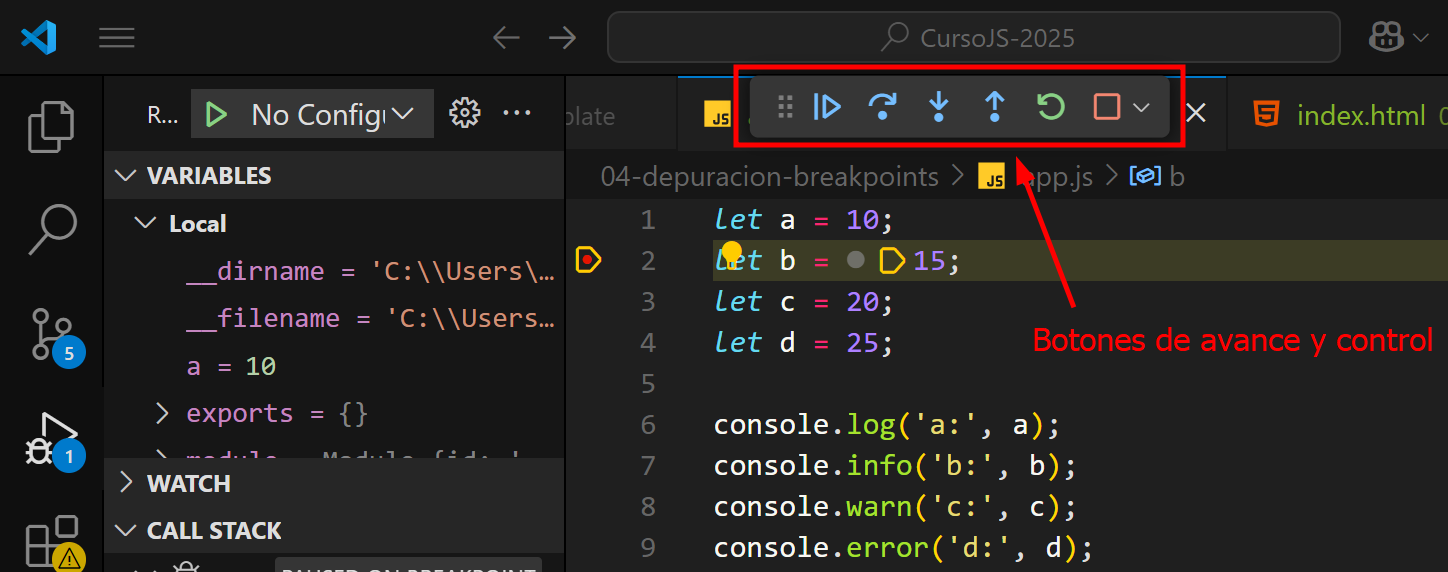 CursoJS-2025
R... No Config
plate JS index.html
04-depuracion-breakpoints > JS app.js > b
VARIABLES
Local
__dirname = 'C:\\Users\…
__filename = 'C:\\Users…
a = 10
exports = {}
module Module {id: '
WATCH
CALL STACK
PAUSED ON BREAKPOINT
5
1
1 let a = 10;
2 let b = 15;
3 let c = 20;
4 let d = 25;
5
6 console.log('a:', a);
7 console.info('b:', b);
8 console.warn('c:', c);
9 console.error('d:', d);
Botones de avance y control